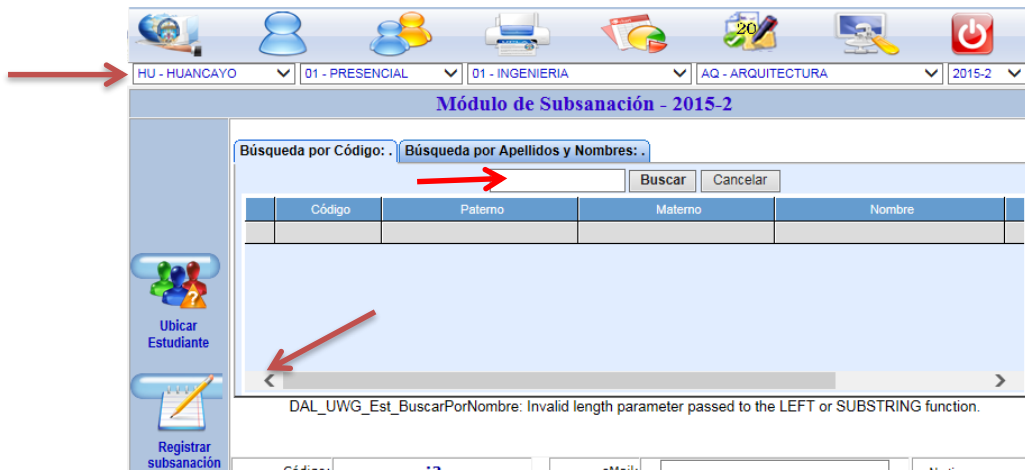 20
HU - HUANCAYO 01 - PRESENCIAL 01 - INGENIERIA AQ - ARQUITECTURA 2015-2
Módulo de Subsanación - 2015-2
Búsqueda por Código: . Búsqueda por Apellidos y Nombres: .
Buscar Cancelar
Código Paterno Materno Nombre
Ubicar
Estudiante
DAL_UWG_Est_BuscarPorNombre: Invalid length parameter passed to the LEFT or SUBSTRING function.
Registrar
subsanación
Código: eMail: